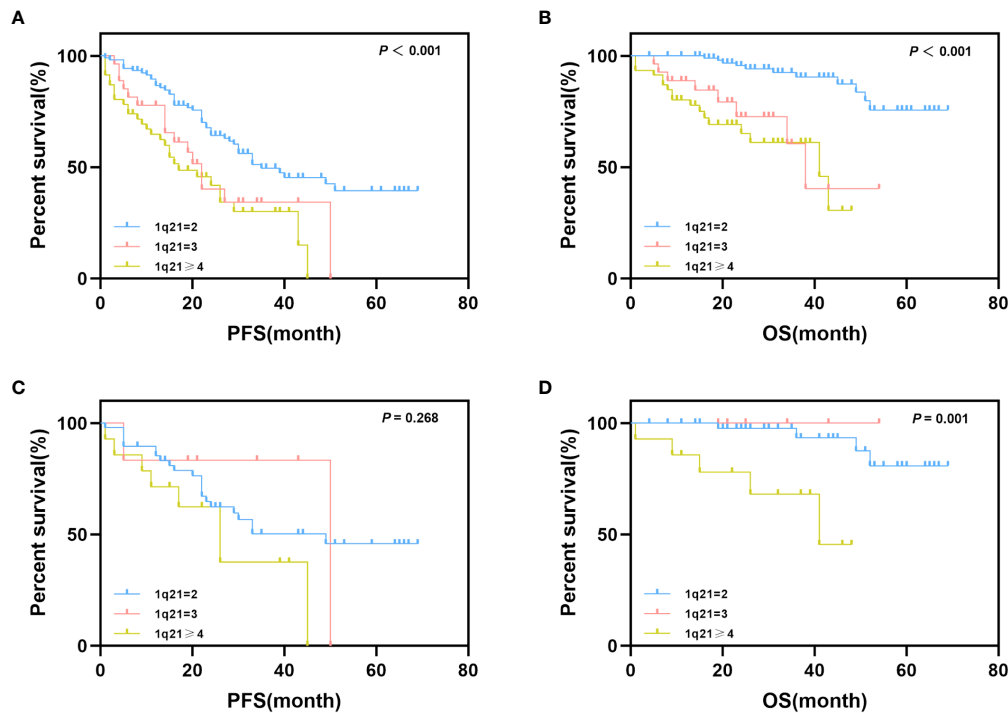 A
P < 0.001
Percent survival(%)
100
50
0
1q21=2
1q21=3
1q21≥4
0 20 40 60 80
PFS(month)
B
P < 0.001
Percent survival(%)
100
50
0
1q21=2
1q21=3
1q21≥4
0 20 40 60 80
OS(month)
C
P = 0.268
Percent survival(%)
100
50
0
1q21=2
1q21=3
1q21≥4
0 20 40 60 80
PFS(month)
D
P = 0.001
Percent survival(%)
100
50
0
1q21=2
1q21=3
1q21≥4
0 20 40 60 80
OS(month)